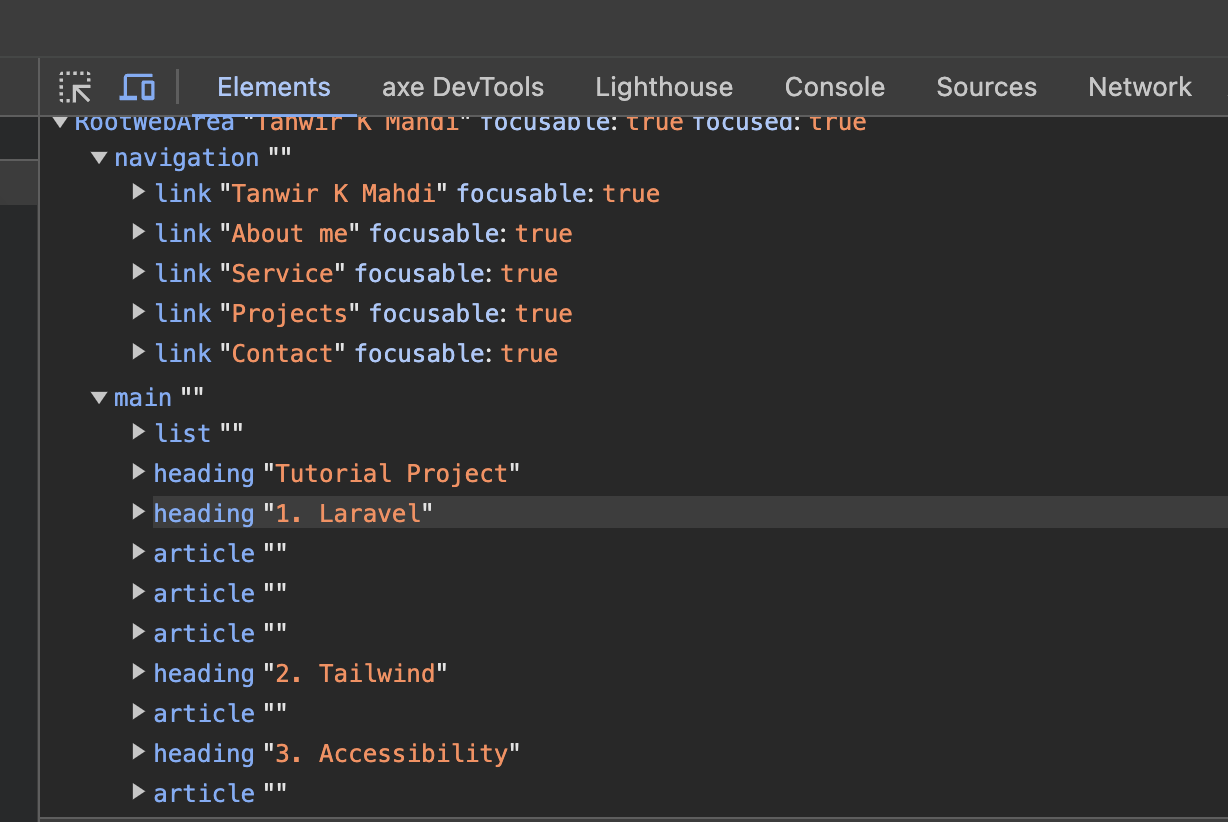 Elements axe DevTools Lighthouse Console Sources Network
RootWebArea "Tanwir K Mahdi" focusable: true focused: true
navigation ""
link "Tanwir K Mahdi" focusable: true
link "About me" focusable: true
link "Service" focusable: true
link "Projects" focusable: true
link "Contact" focusable: true
main ""
list ""
heading "Tutorial Project"
heading "1. Laravel"
article ""
article ""
article ""
heading "2. Tailwind"
article ""
heading "3. Accessibility"
article ""